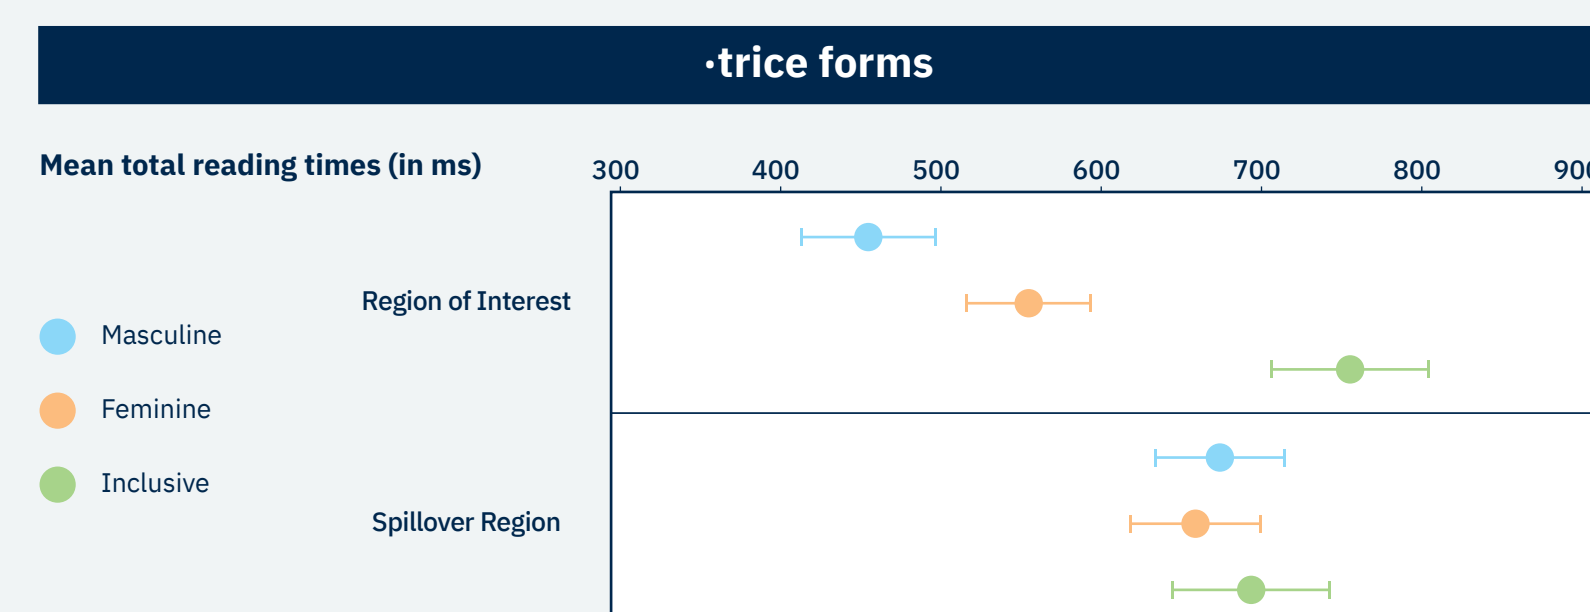 ·trice forms
Mean total reading times (in ms)
300 400 500 600 700 800
Region of Interest
Masculine
Feminine
Inclusive
Spillover Region